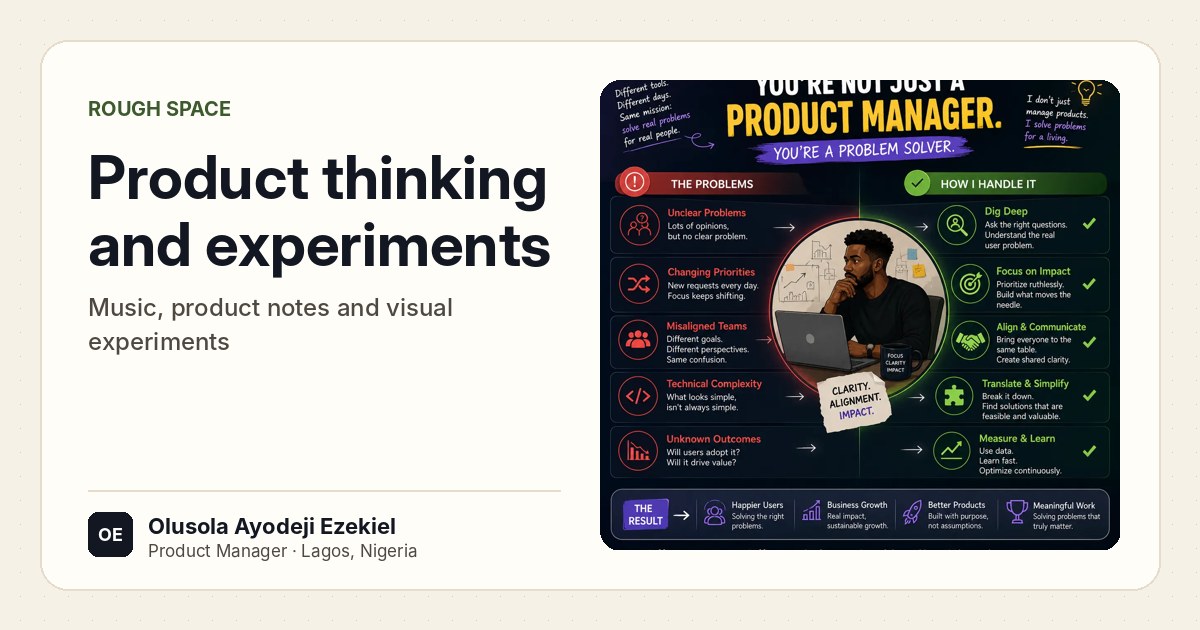 ROUGH SPACE
Product thinking
and experiments
Music, product notes and visual
experiments
OE
Olusola Ayodeji Ezekiel
Product Manager · Lagos, Nigeria
Different tools.
Different days.
Same mission:
solve real problems
for real people.
YOU'RE NOT JUST A
PRODUCT MANAGER.
YOU'RE A PROBLEM SOLVER.
I don't just
manage products.
I solve problems
for a living.
THE PROBLEMS
HOW I HANDLE IT
Unclear Problems
Lots of opinions,
but no clear problem.
Dig Deep
Ask the right questions.
Understand the real
user problem.
Changing Priorities
New requests every day.
Focus keeps shifting.
Focus on Impact
Prioritize ruthlessly.
Build what moves the
needle.
Misaligned Teams
Different goals.
Different perspectives.
Same confusion.
Align & Communicate
Bring everyone to the
same table.
Create shared clarity.
Technical Complexity
What looks simple,
isn't always simple.
Translate & Simplify
Break it down.
Find solutions that are
feasible and valuable.
Unknown Outcomes
Will users adopt it?
Will it drive value?
Measure & Learn
Use data.
Learn fast.
Optimize continuously.
FOCUS
CLARITY
IMPACT
CLARITY.
ALIGNMENT.
IMPACT.
THE
RESULT
Happier Users
Solving the right
problems.
Business Growth
Real impact,
sustainable growth.
Better Products
Built with purpose,
not assumptions.
Meaningful Work
Solving problems that
truly matter.